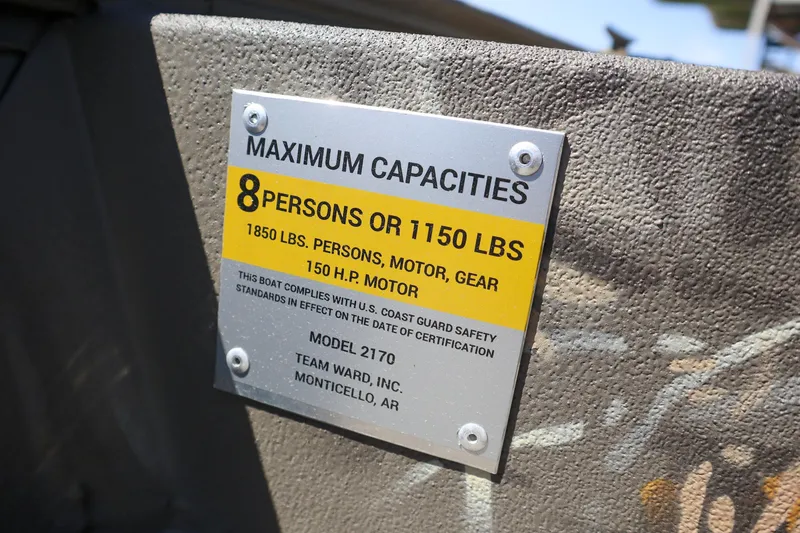 MAXIMUM CAPACITIES
8 PERSONS OR 1150 LBS
1850 LBS. PERSONS, MOTOR, GEAR
150 H.P. MOTOR
THIS BOAT COMPLIES WITH U.S. COAST GUARD SAFETY
STANDARDS IN EFFECT ON THE DATE OF CERTIFICATION
MODEL 2170
TEAM WARD, INC.
MONTICELLO, AR